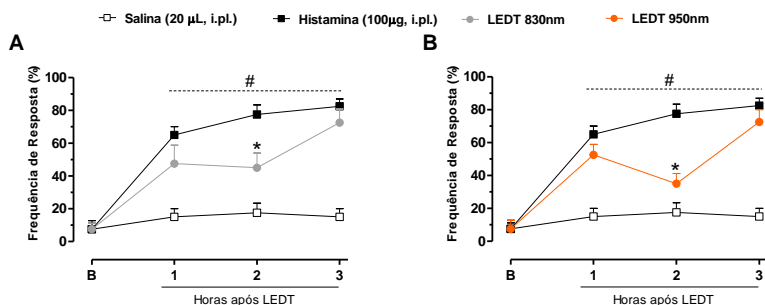 Salina (20 µL, i.pl.) Histamina (100µg, i.pl.) LEDT 830nm LEDT 950nm
A
#
Frequência de Resposta (%)
100
80
60
40
20
0
*
B 1 2 3
Horas após LEDT
B
#
Frequência de Resposta (%)
100
80
60
40
20
0
*
B 1 2 3
Horas após LEDT